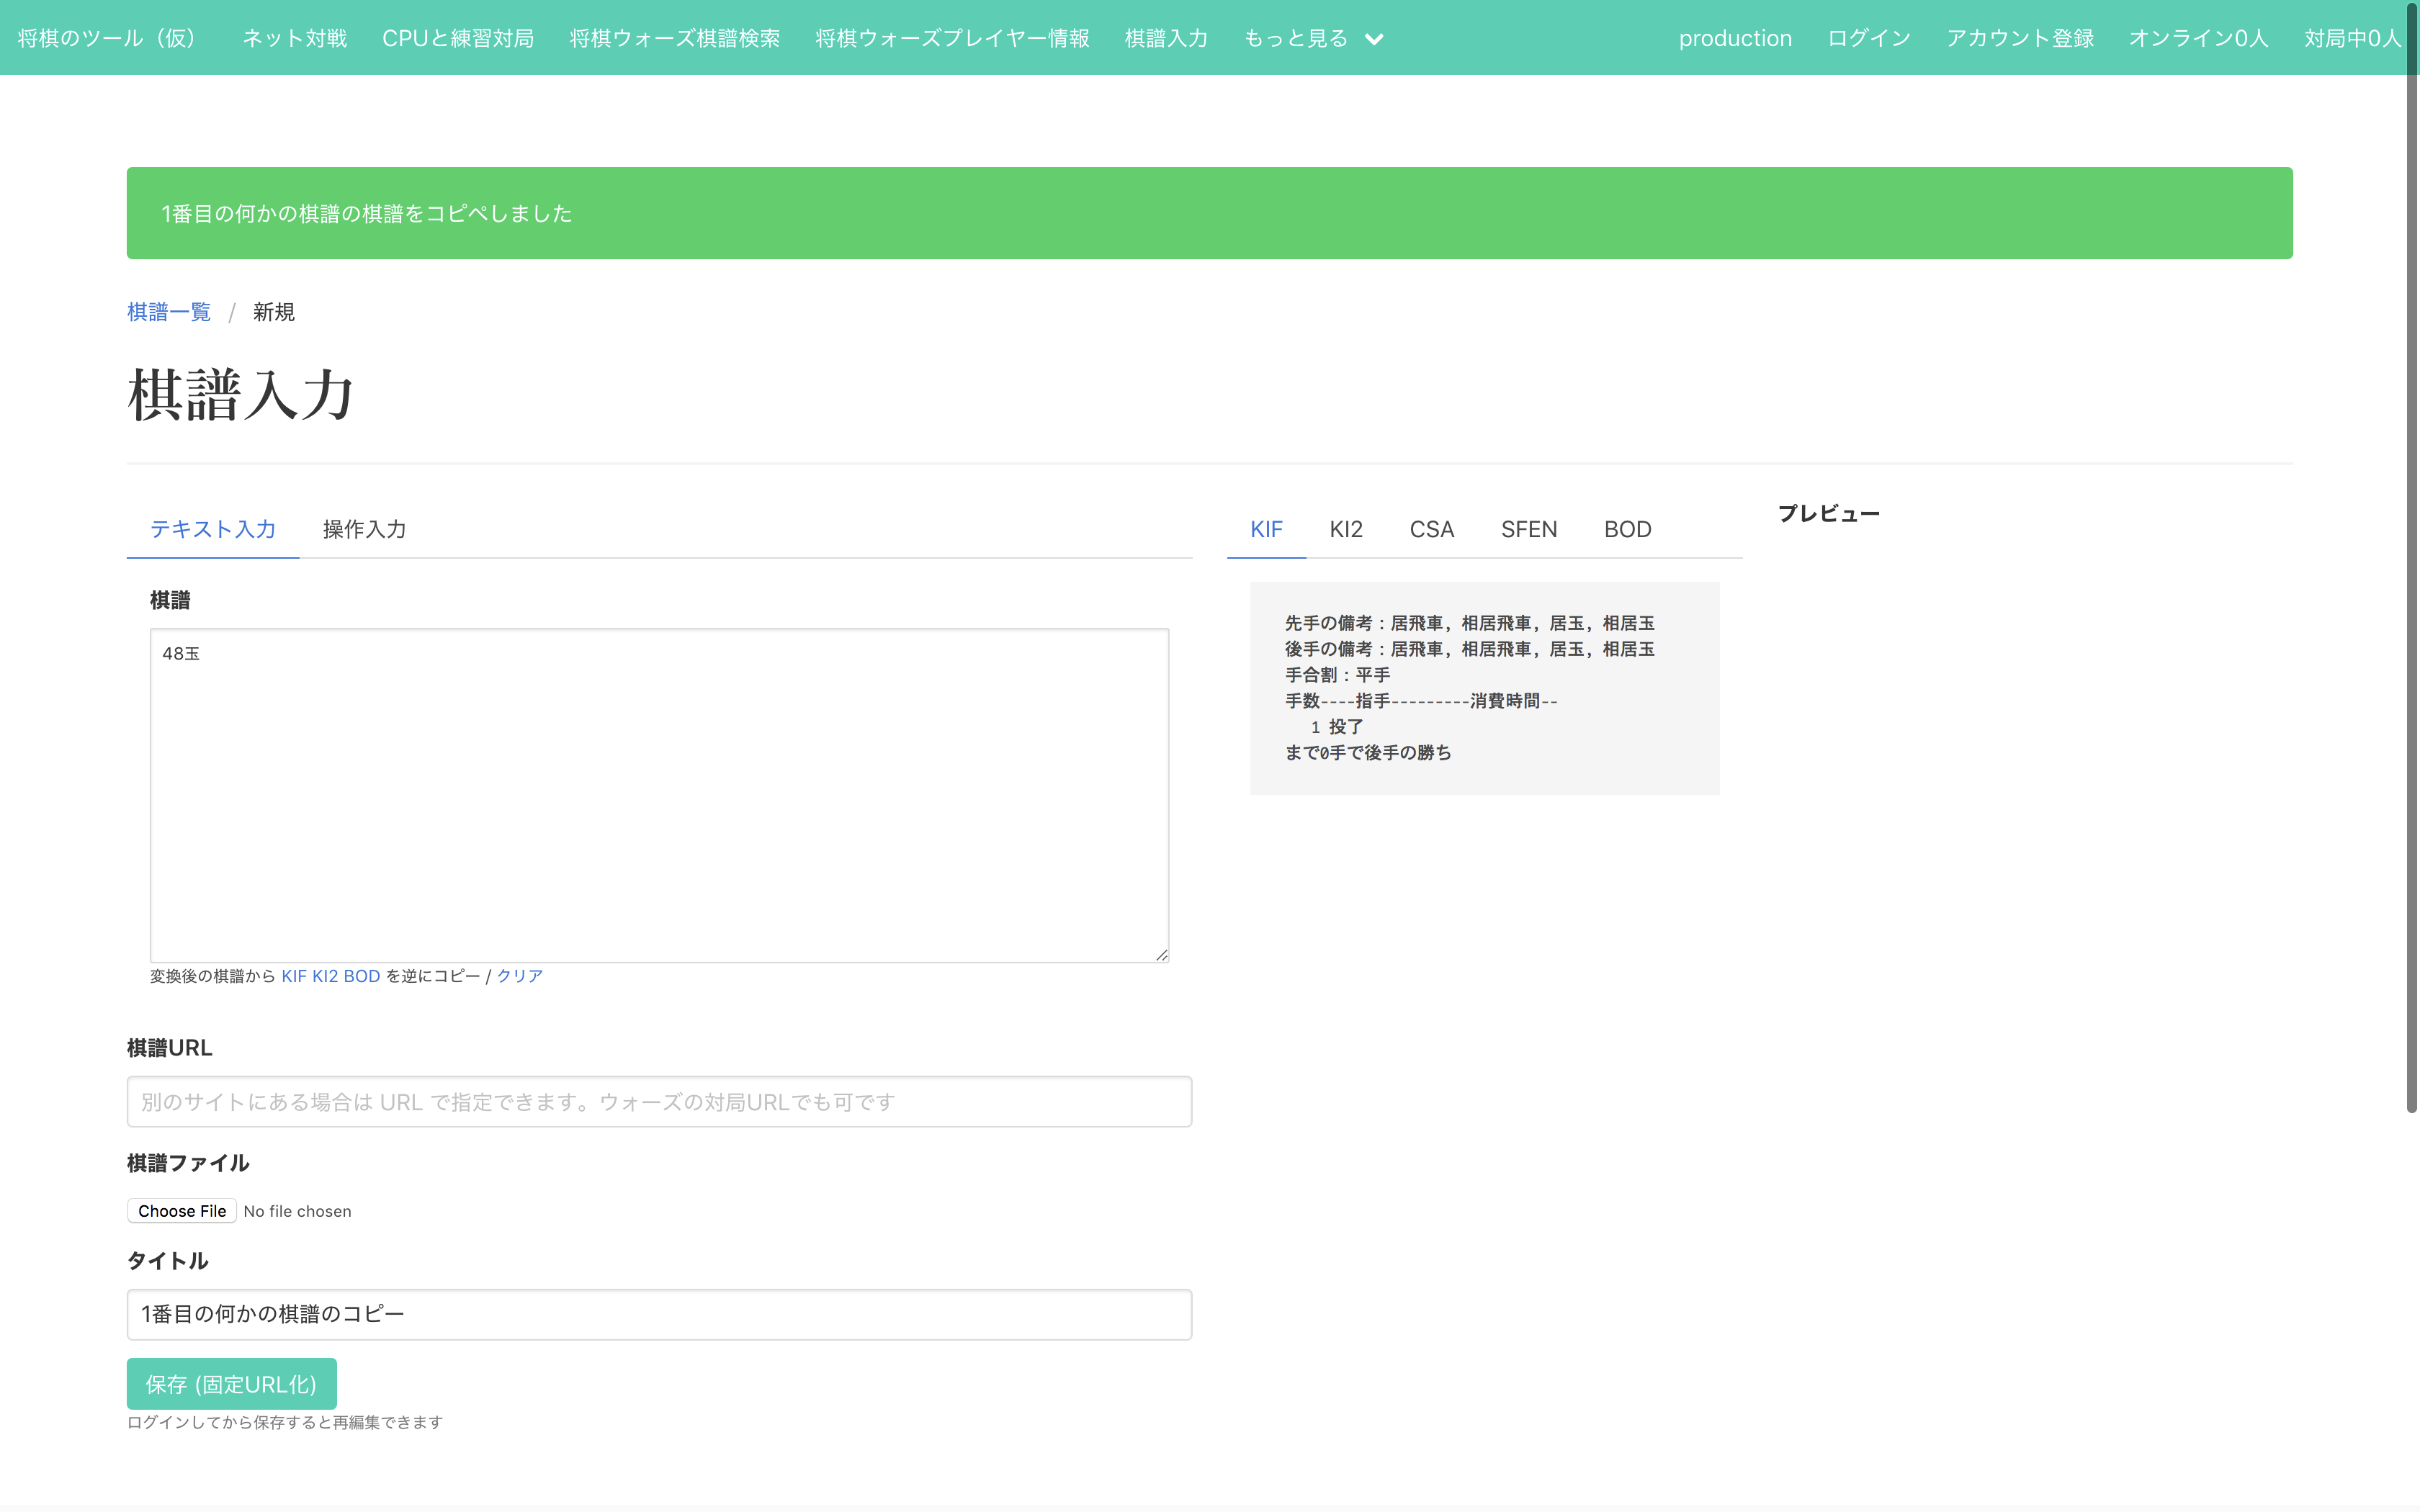 将棋のツール（仮） ネット対戦 CPUと練習対局 将棋ウォーズ棋譜検索 将棋ウォーズプレイヤー情報 棋譜入力 もっと見る production ログイン アカウント登録 オンライン0人 対局中0人
1番目の何かの棋譜の棋譜をコピペしました
棋譜一覧 / 新規
棋譜入力
テキスト入力 操作入力
棋譜
48玉
変換後の棋譜から KIF KI2 BOD を逆にコピー / クリア
棋譜URL
別のサイトにある場合は URL で指定できます。ウォーズの対局URLでも可です
棋譜ファイル
Choose File No file chosen
タイトル
1番目の何かの棋譜のコピー
保存 (固定URL化)
ログインしてから保存すると再編集できます
KIF KI2 CSA SFEN BOD
先手の備考：居飛車, 相居飛車, 居玉, 相居玉
後手の備考：居飛車, 相居飛車, 居玉, 相居玉
手合割：平手
手数----指手---------消費時間--
1 投了
まで0手で後手の勝ち
プレビュー